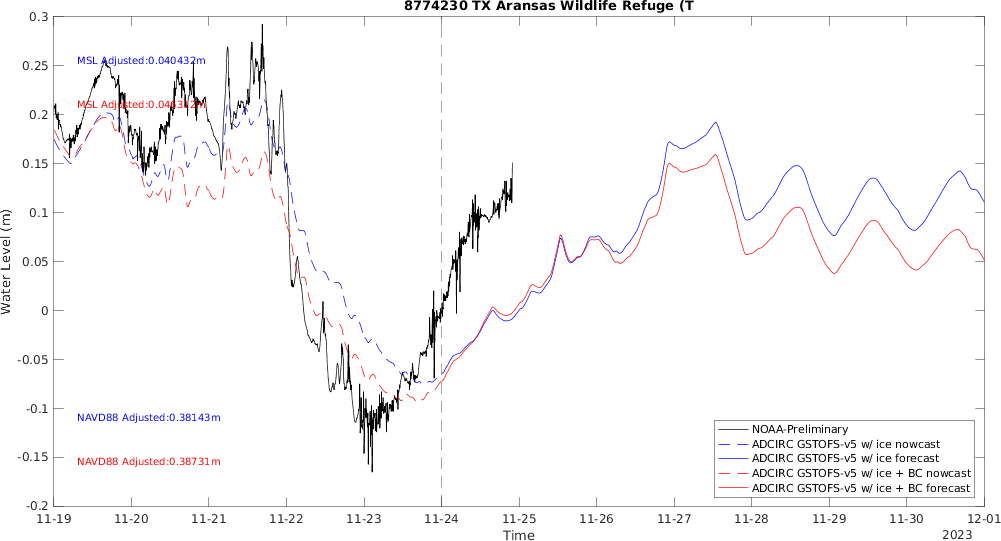 8774230 TX Aransas Wildlife Refuge (T
Water Level (m)
0.3
0.25
0.2
0.15
0.1
0.05
0
-0.05
-0.1
-0.15
-0.2
MSL Adjusted:0.040432m
MSL Adjusted:0.046312m
NAVD88 Adjusted:0.38143m
NAVD88 Adjusted:0.38731m
NOAA-Preliminary
ADCIRC GSTOFS-v5 w/ ice nowcast
ADCIRC GSTOFS-v5 w/ ice forecast
ADCIRC GSTOFS-v5 w/ ice + BC nowcast
ADCIRC GSTOFS-v5 w/ ice + BC forecast
11-19 11-20 11-21 11-22 11-23 11-24 11-25 11-26 11-27 11-28 11-29 11-30 12-01
Time
2023